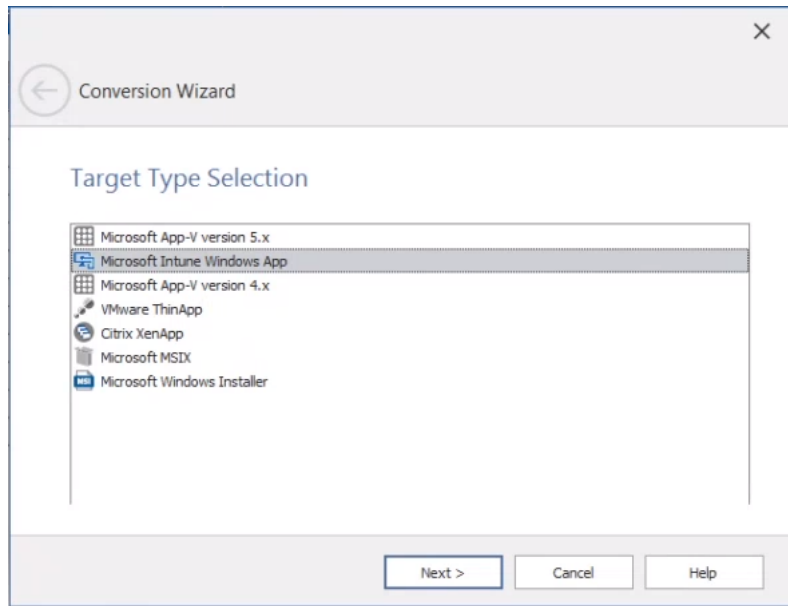 Conversion Wizard
Target Type Selection
Microsoft App-V version 5.x
Microsoft Intune Windows App
Microsoft App-V version 4.x
VMware ThinApp
Citrix XenApp
Microsoft MSIX
MSI Microsoft Windows Installer
Next > Cancel Help